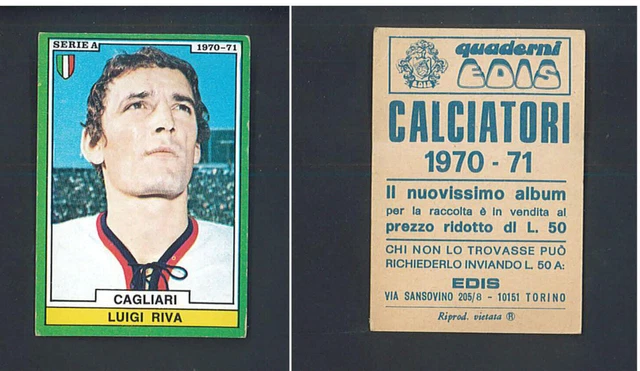 SERIE A 1970-71
CAGLIARI
LUIGI RIVA
quaderni
EDIS
EDIS
CALCIATORI
1970 - 71
Il nuovissimo album
per la raccolta è in vendita al
prezzo ridotto di L. 50
CHI NON LO TROVASSE PUÒ
RICHIEDERLO INVIANDO L. 50 A:
EDIS
VIA SANSOVINO 205/8 - 10151 TORINO
Riprod. vietata ®